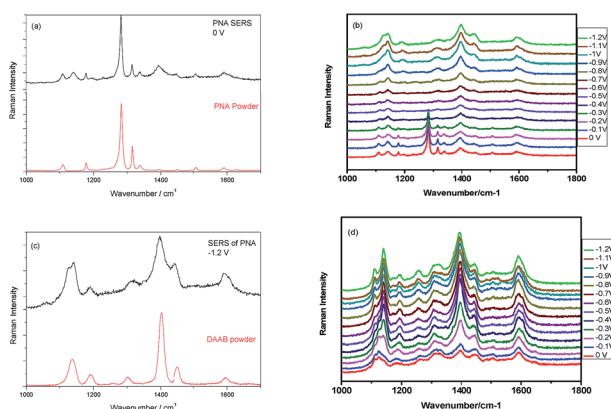 (a)
PNA SERS
0 V
PNA Powder
Raman Intensity
1000 1200 1400 1600
Wavenumber / cm⁻¹
(b)
Raman Intensity
1000 1200 1400 1600 1800
Wavenumber/cm-1
-1.2V
-1.1V
-1V
-0.9V
-0.8V
-0.7V
-0.6V
-0.5V
-0.4V
-0.3V
-0.2V
-0.1V
0 V
(c)
SERS of PNA
-1.2 V
DAAB powder
Raman Intensity
1000 1200 1400 1600
Wavenumber / cm⁻¹
(d)
Raman Intensity
1000 1200 1400 1600 1800
Wavenumber/cm-1
-1.2V
-1.1V
-1V
-0.9V
-0.8V
-0.7V
-0.6V
-0.5V
-0.4V
-0.3V
-0.2V
-0.1V
0 V